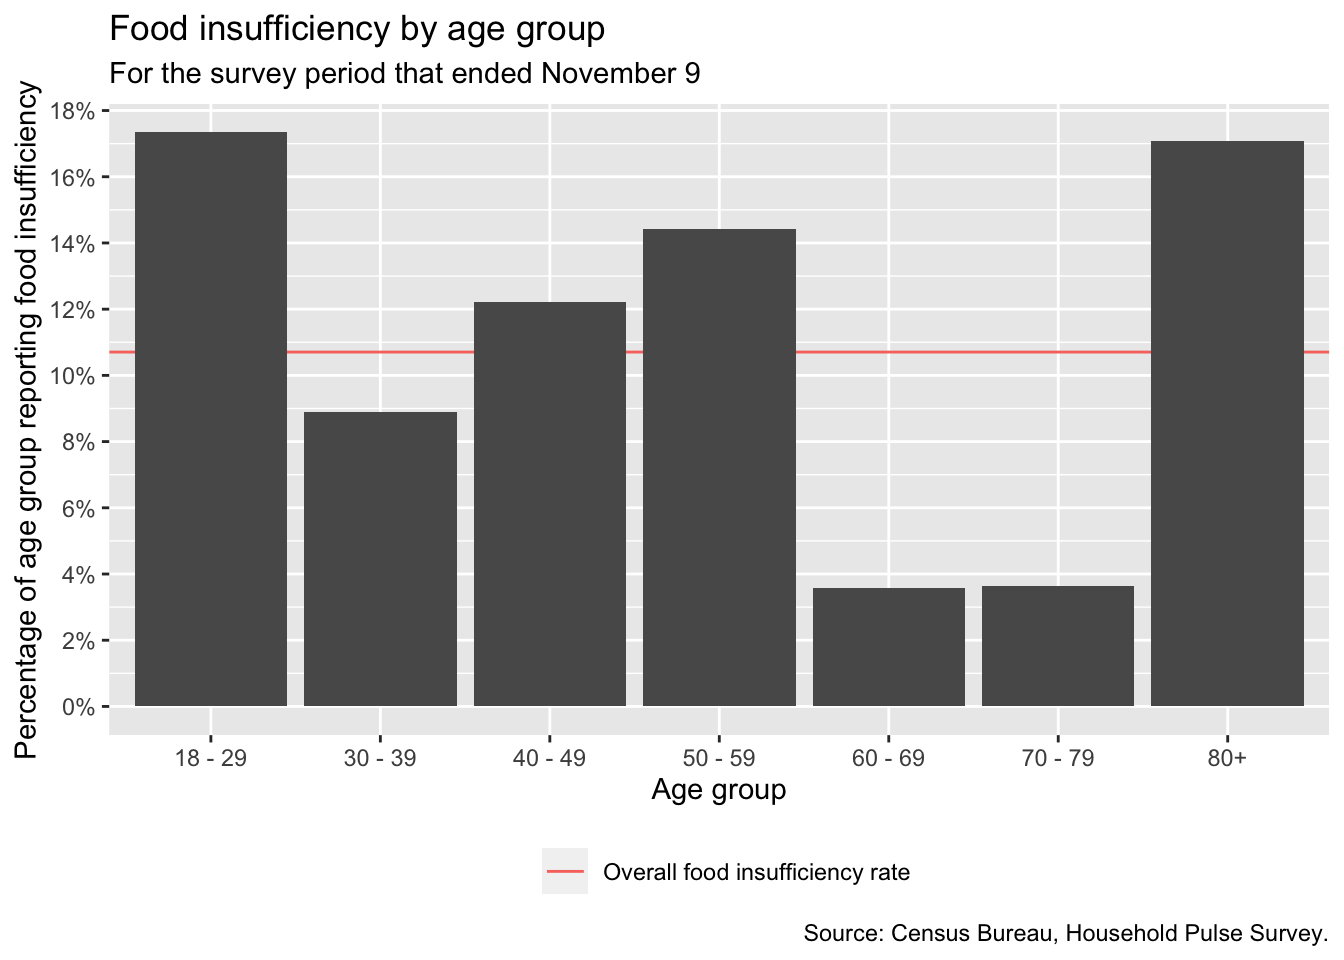 Food insufficiency by age group
For the survey period that ended November 9
Percentage of age group reporting food insufficiency
18%
16%
14%
12%
10%
8%
6%
4%
2%
0%
18 - 29 30 - 39 40 - 49 50 - 59 60 - 69 70 - 79 80+
Age group
Overall food insufficiency rate
Source: Census Bureau, Household Pulse Survey.